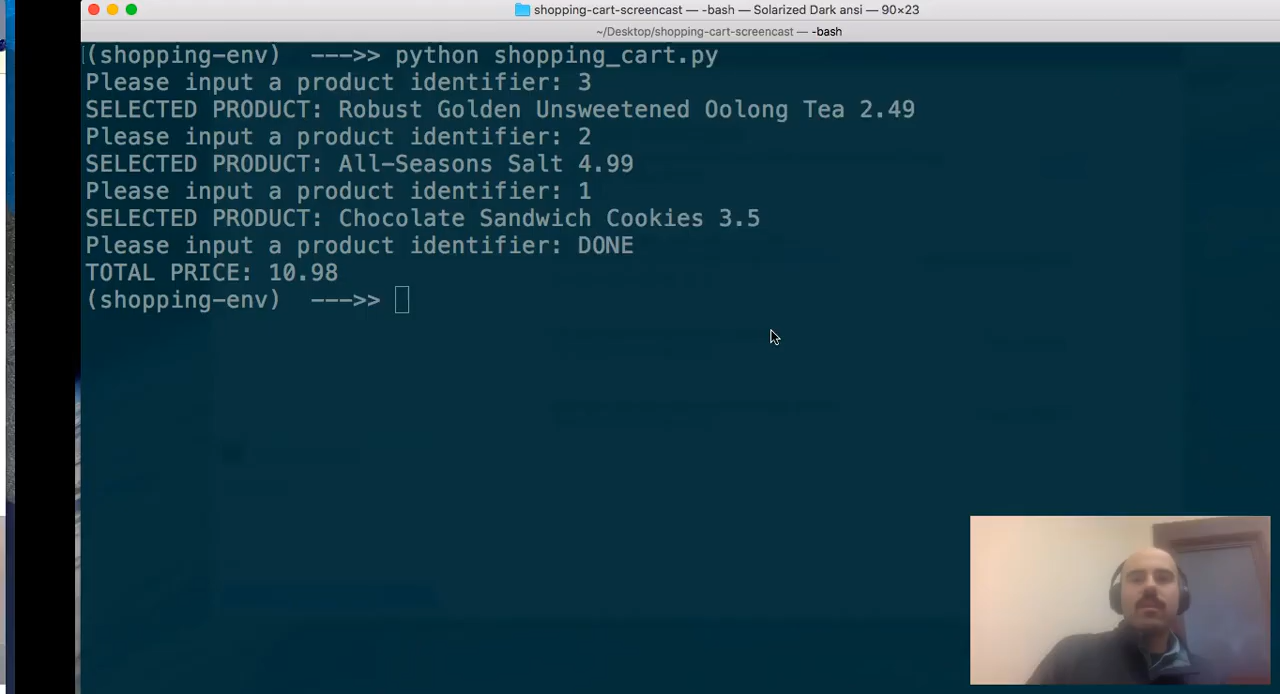 shopping-cart-screencast — -bash — Solarized Dark ansi — 90×23
~/Desktop/shopping-cart-screencast — -bash
(shopping-env)  --->> python shopping_cart.py
Please input a product identifier: 3
SELECTED PRODUCT: Robust Golden Unsweetened Oolong Tea 2.49
Please input a product identifier: 2
SELECTED PRODUCT: All-Seasons Salt 4.99
Please input a product identifier: 1
SELECTED PRODUCT: Chocolate Sandwich Cookies 3.5
Please input a product identifier: DONE
TOTAL PRICE: 10.98
(shopping-env)  --->>